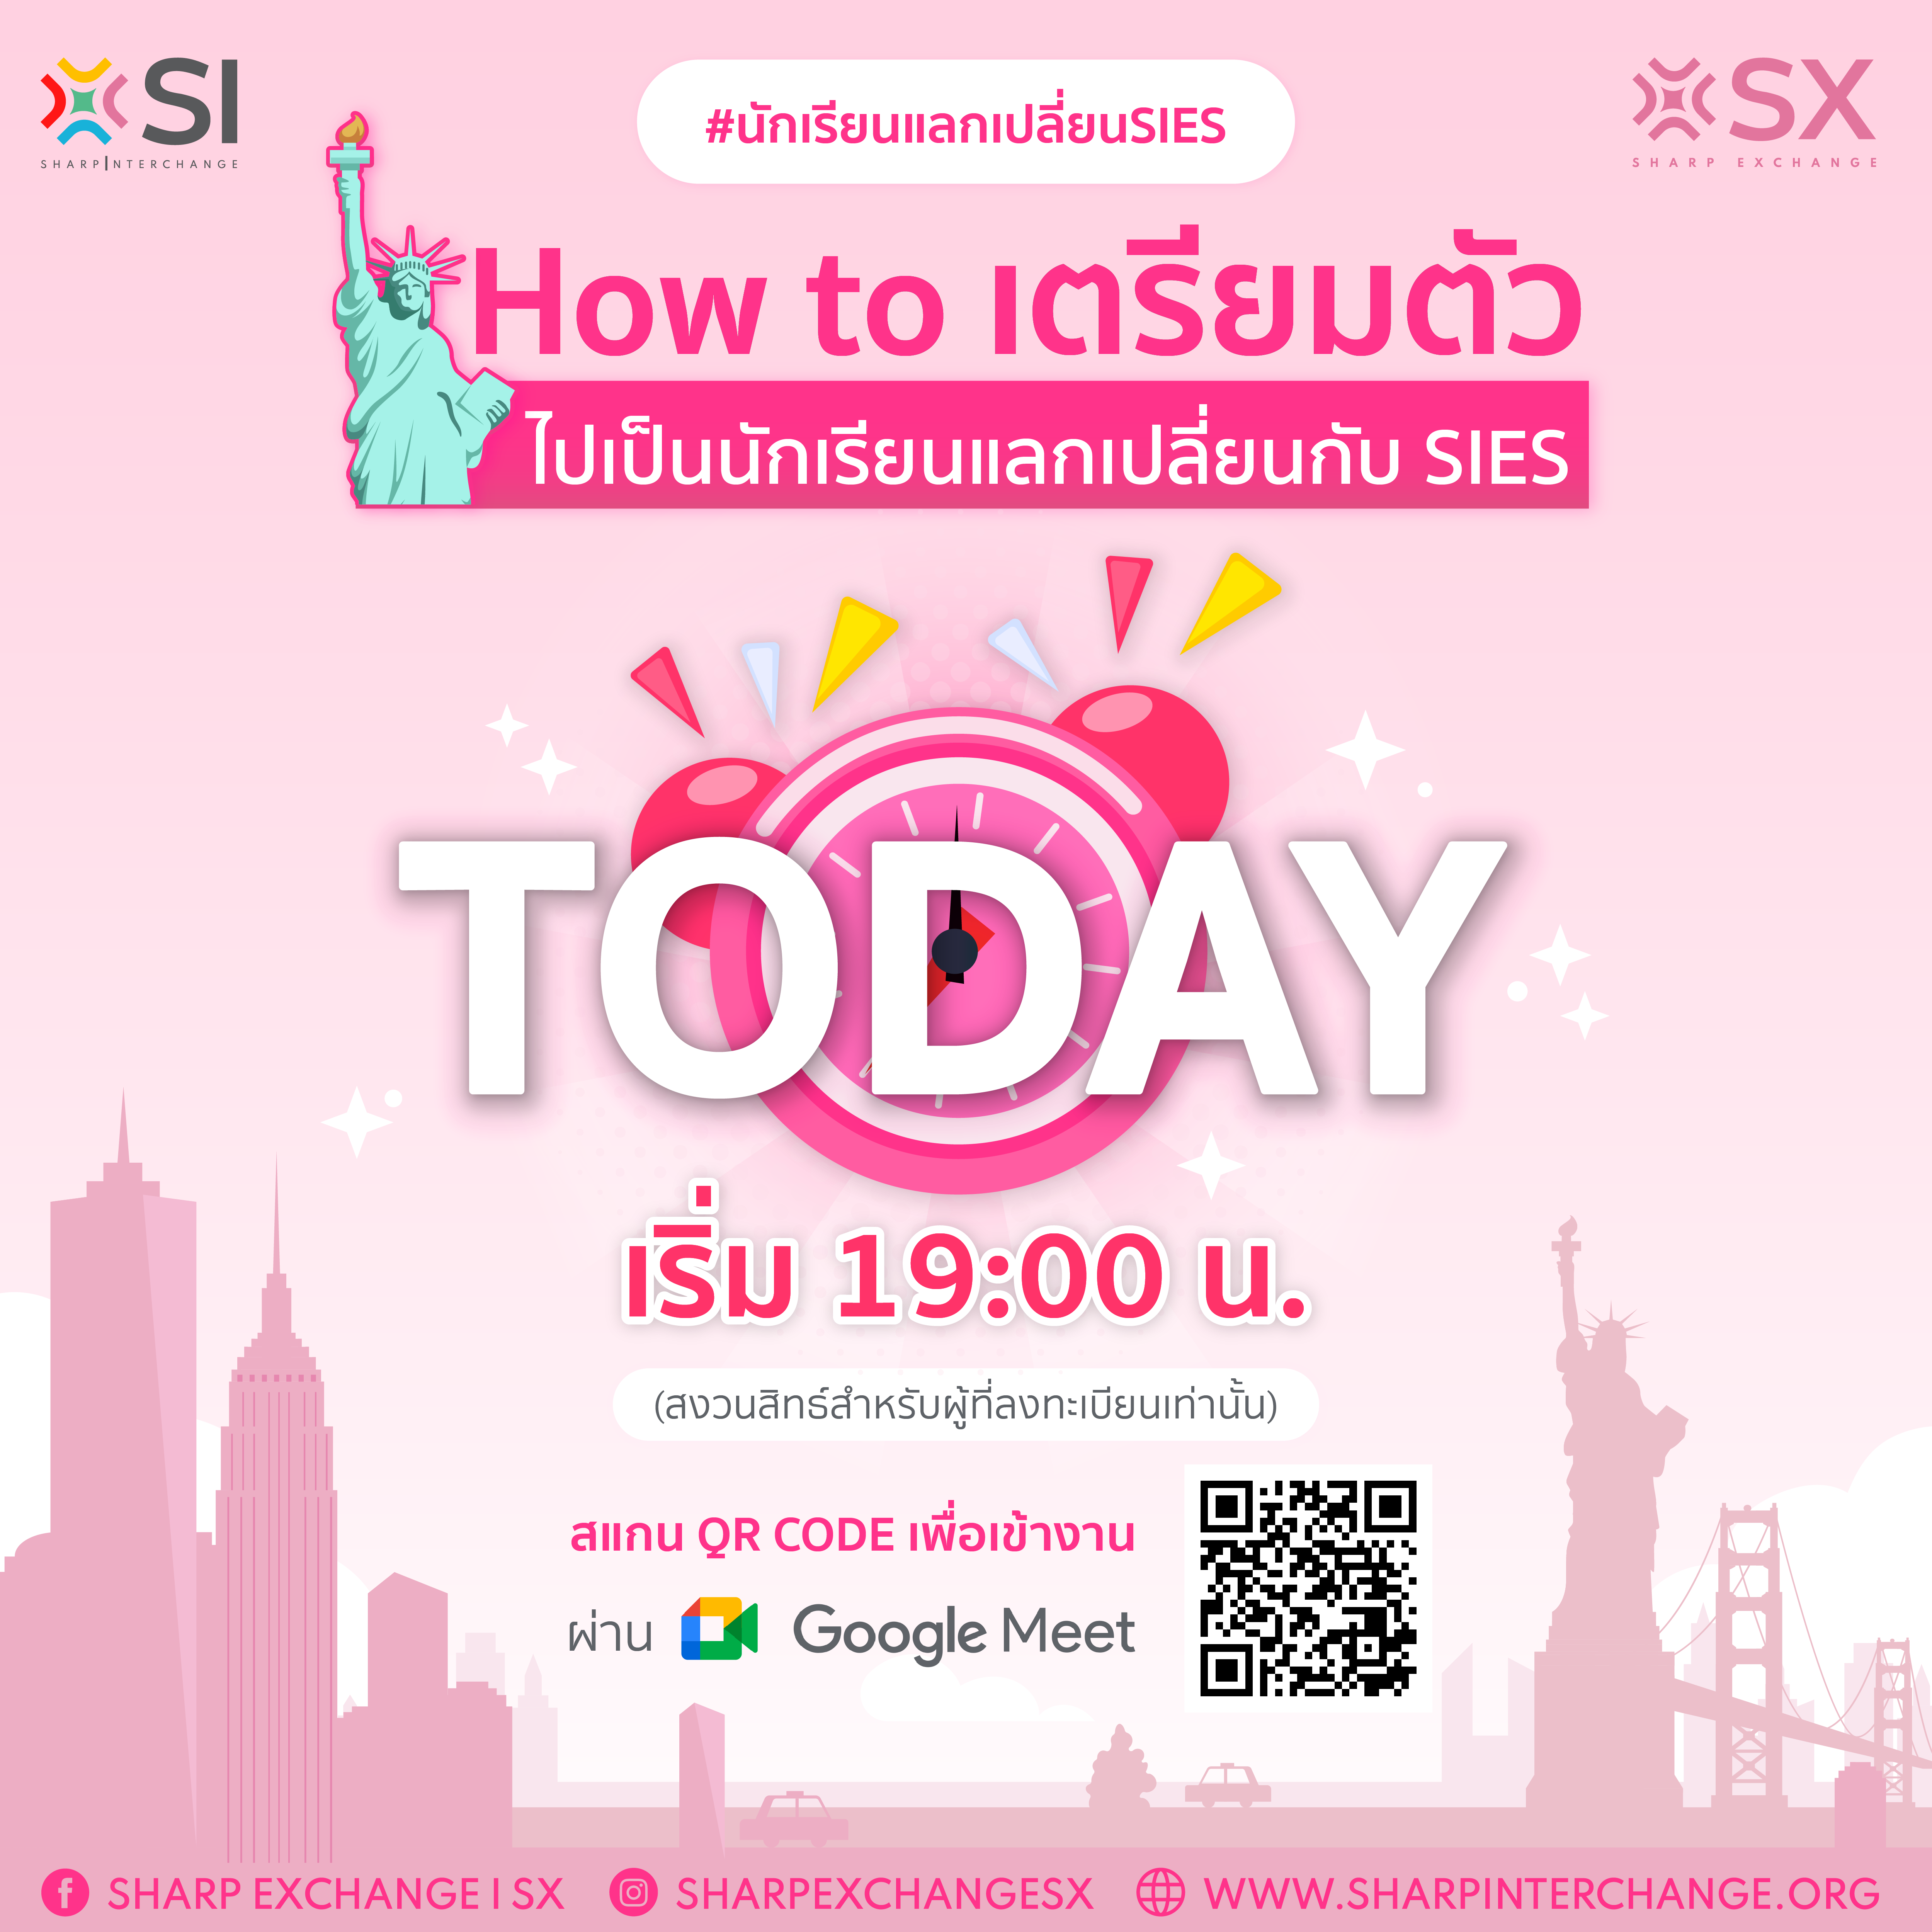 SI
SHARP INTERCHANGE
#นักเรียนแลกเปลี่ยนSIES
SX
SHARP EXCHANGE
How to เตรียมตัว
ไปเป็นนักเรียนแลกเปลี่ยนกับ SIES
TODAY
เริ่ม 19:00 น.
(สงวนสิทธ์สำหรับผู้ที่ลงทะเบียนเท่านั้น)
สแกน QR CODE เพื่อเข้างาน
ผ่าน Google Meet
SHARP EXCHANGE I SX
SHARPEXCHANGESX
WWW.SHARPINTERCHANGE.ORG